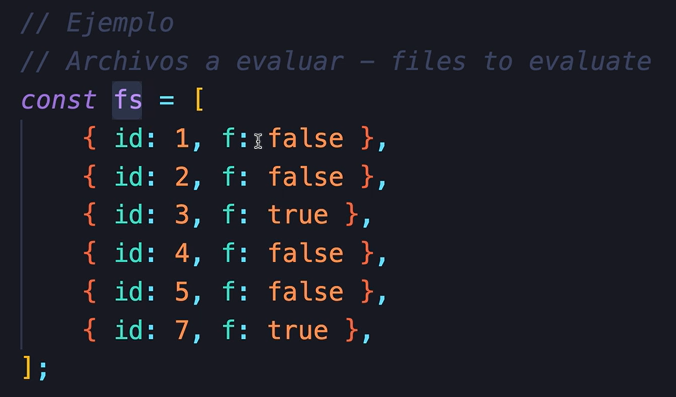 // Ejemplo
// Archivos a evaluar - files to evaluate
const fs = [
{ id: 1, f: false },
{ id: 2, f: false },
{ id: 3, f: true },
{ id: 4, f: false },
{ id: 5, f: false },
{ id: 7, f: true },
];